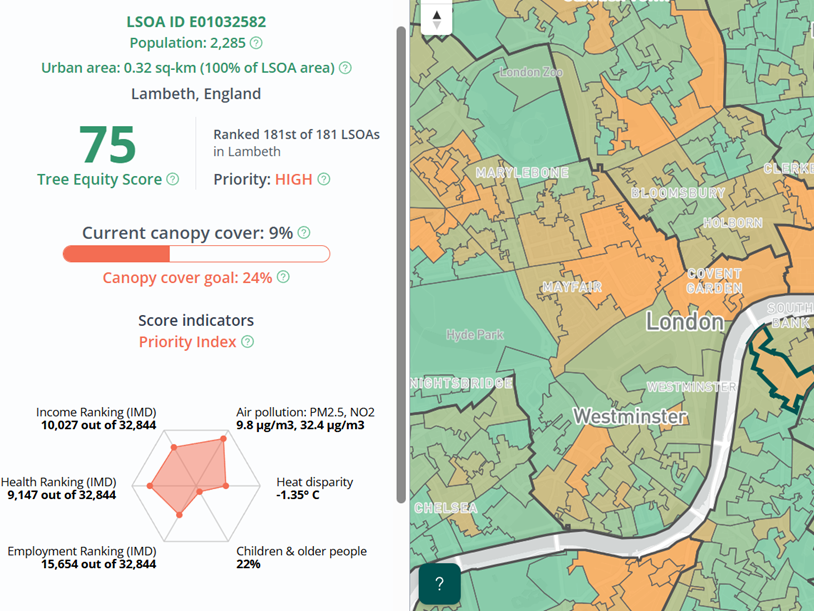 LSOA ID E01032582
Population: 2,285 ?
Urban area: 0.32 sq-km (100% of LSOA area) ?
Lambeth, England
75
Tree Equity Score ?
Ranked 181st of 181 LSOAs
in Lambeth
Priority: HIGH ?
Current canopy cover: 9% ?
Canopy cover goal: 24% ?
Score indicators
Priority Index ?
Income Ranking (IMD)
10,027 out of 32,844
Air pollution: PM2.5, NO2
9.8 µg/m3, 32.4 µg/m3
Health Ranking (IMD)
9,147 out of 32,844
Heat disparity
-1.35° C
Employment Ranking (IMD)
15,654 out of 32,844
Children & older people
22%
London Zoo
MARYLEBONE
CLERKE
BLOOMSBURY
HOLBORN
COVENT
GARDEN
MAYFAIR
SOUTH
BANK
London
Hyde Park
NIGHTSBRIDGE
WESTMINSTER
Westminster
CHELSEA
?